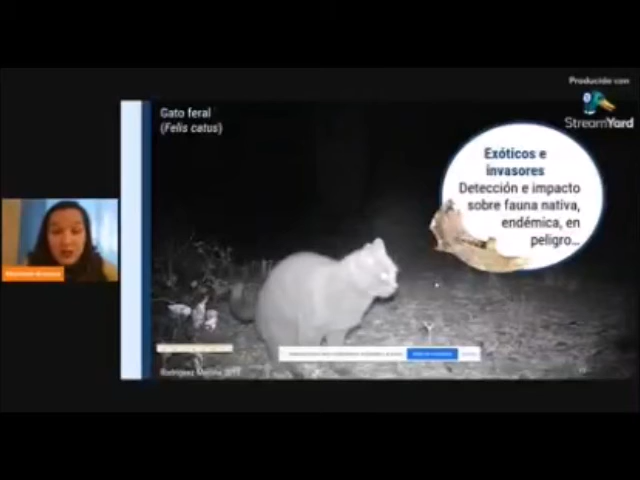 Producido con
StreamYard
Gato feral
(Felis catus)
Exóticos e
invasores
Detección e impacto
sobre fauna nativa,
endémica, en
peligro...